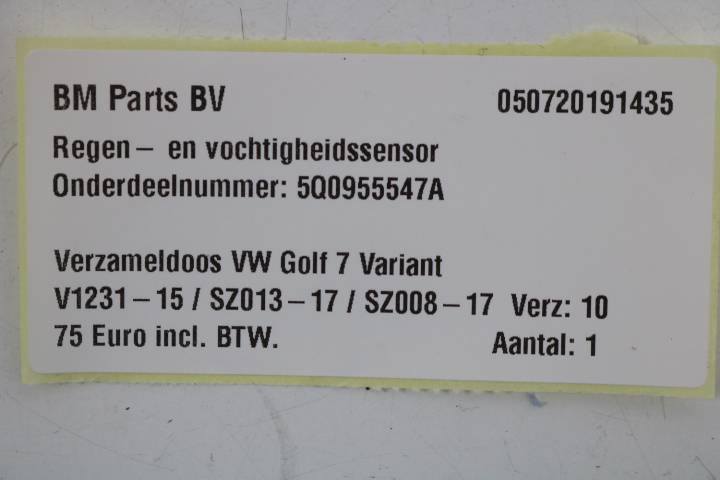 BM Parts BV 050720191435
Regen- en vochtigheidssensor
Onderdeelnummer: 5Q0955547A
Verzameldoos VW Golf 7 Variant
V1231-15 / SZ013-17 / SZ008-17 Verz: 10
75 Euro incl. BTW. Aantal: 1